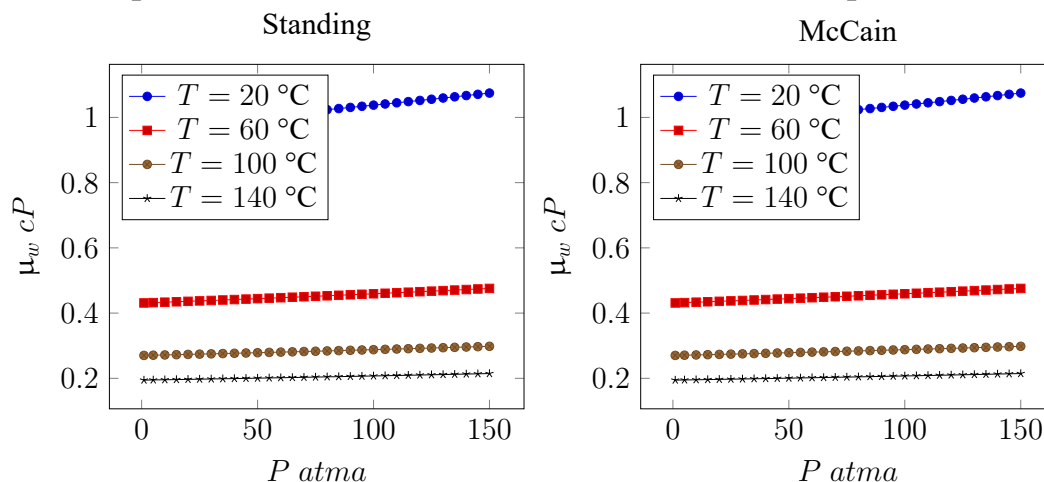 Standing
T = 20 °C
T = 60 °C
T = 100 °C
T = 140 °C
1
0.8
0.6
0.4
0.2
μw cP
0 50 100 150
P atma
McCain
T = 20 °C
T = 60 °C
T = 100 °C
T = 140 °C
1
0.8
0.6
0.4
0.2
μw cP
0 50 100 150
P atma